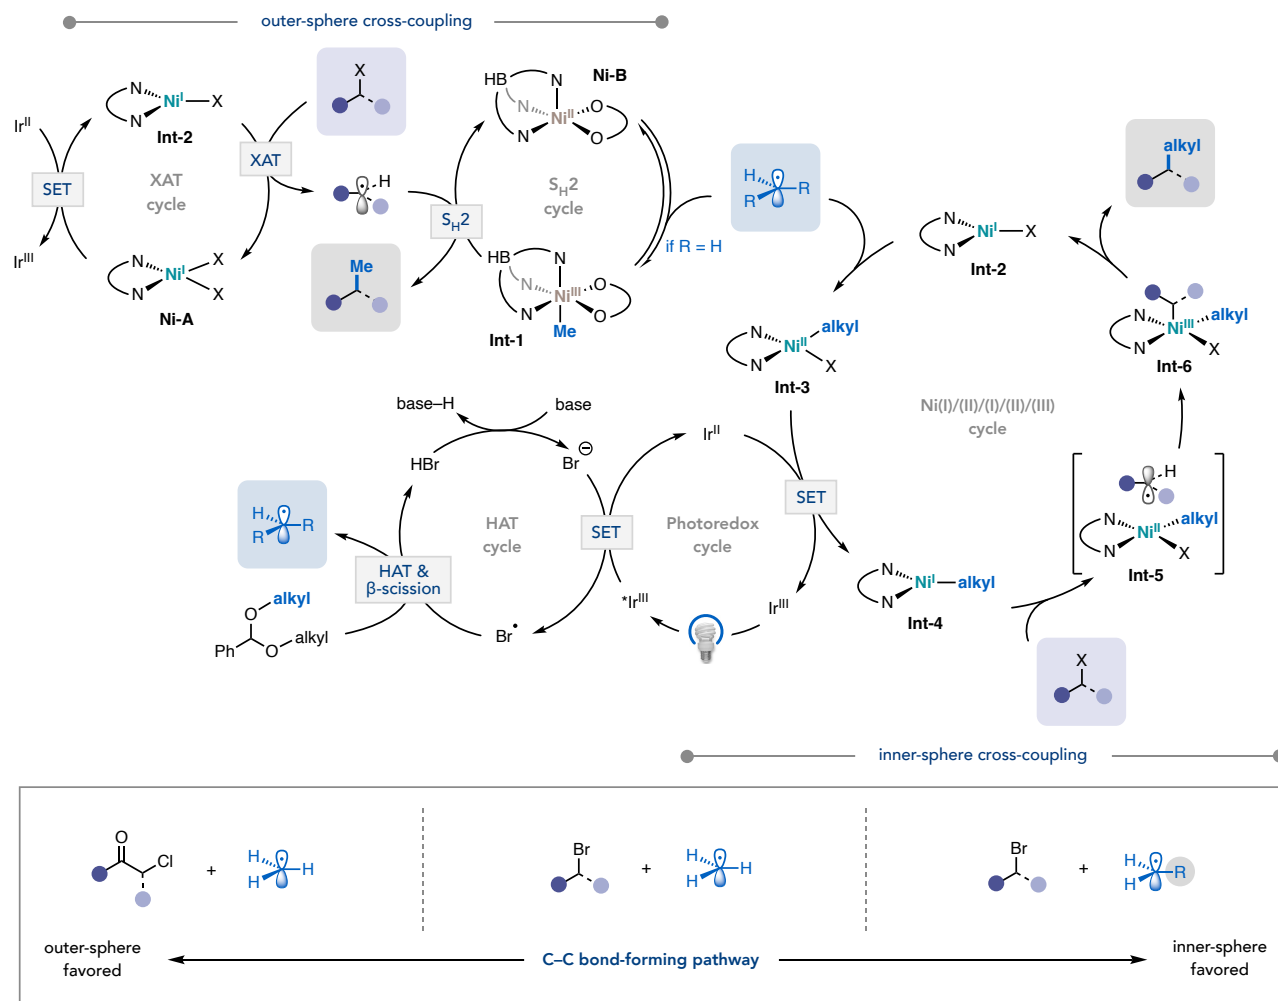 outer-sphere cross-coupling
Ir^II
SET
Ir^III
N
N
Ni^I
X
Int-2
XAT
cycle
XAT
N
N
Ni^I
X
X
Ni-A
X
H
Me
S_H2
HB
N
N
N
Ni^II
O
O
Ni-B
S_H2
cycle
HB
N
N
N
Ni^III
O
O
Me
Int-1
if R = H
H
R
R
N
N
Ni^I
X
Int-2
alkyl
N
N
Ni^II
alkyl
X
Int-3
N
N
Ni^III
alkyl
X
Int-6
Ni(I)/(II)/(I)/(II)/(III)
cycle
base–H
base
HBr
Br⊖
HAT
cycle
H
R
R
HAT &
β-scission
O
alkyl
Ph
O
alkyl
Br•
SET
Ir^II
Photoredox
cycle
*Ir^III
Ir^III
SET
N
N
Ni^I
alkyl
Int-4
H
N
N
Ni^II
alkyl
X
Int-5
X
inner-sphere cross-coupling
O
Cl
+
H
H
H
Br
+
H
H
H
Br
+
H
H
R
outer-sphere
favored
C–C bond-forming pathway
inner-sphere
favored